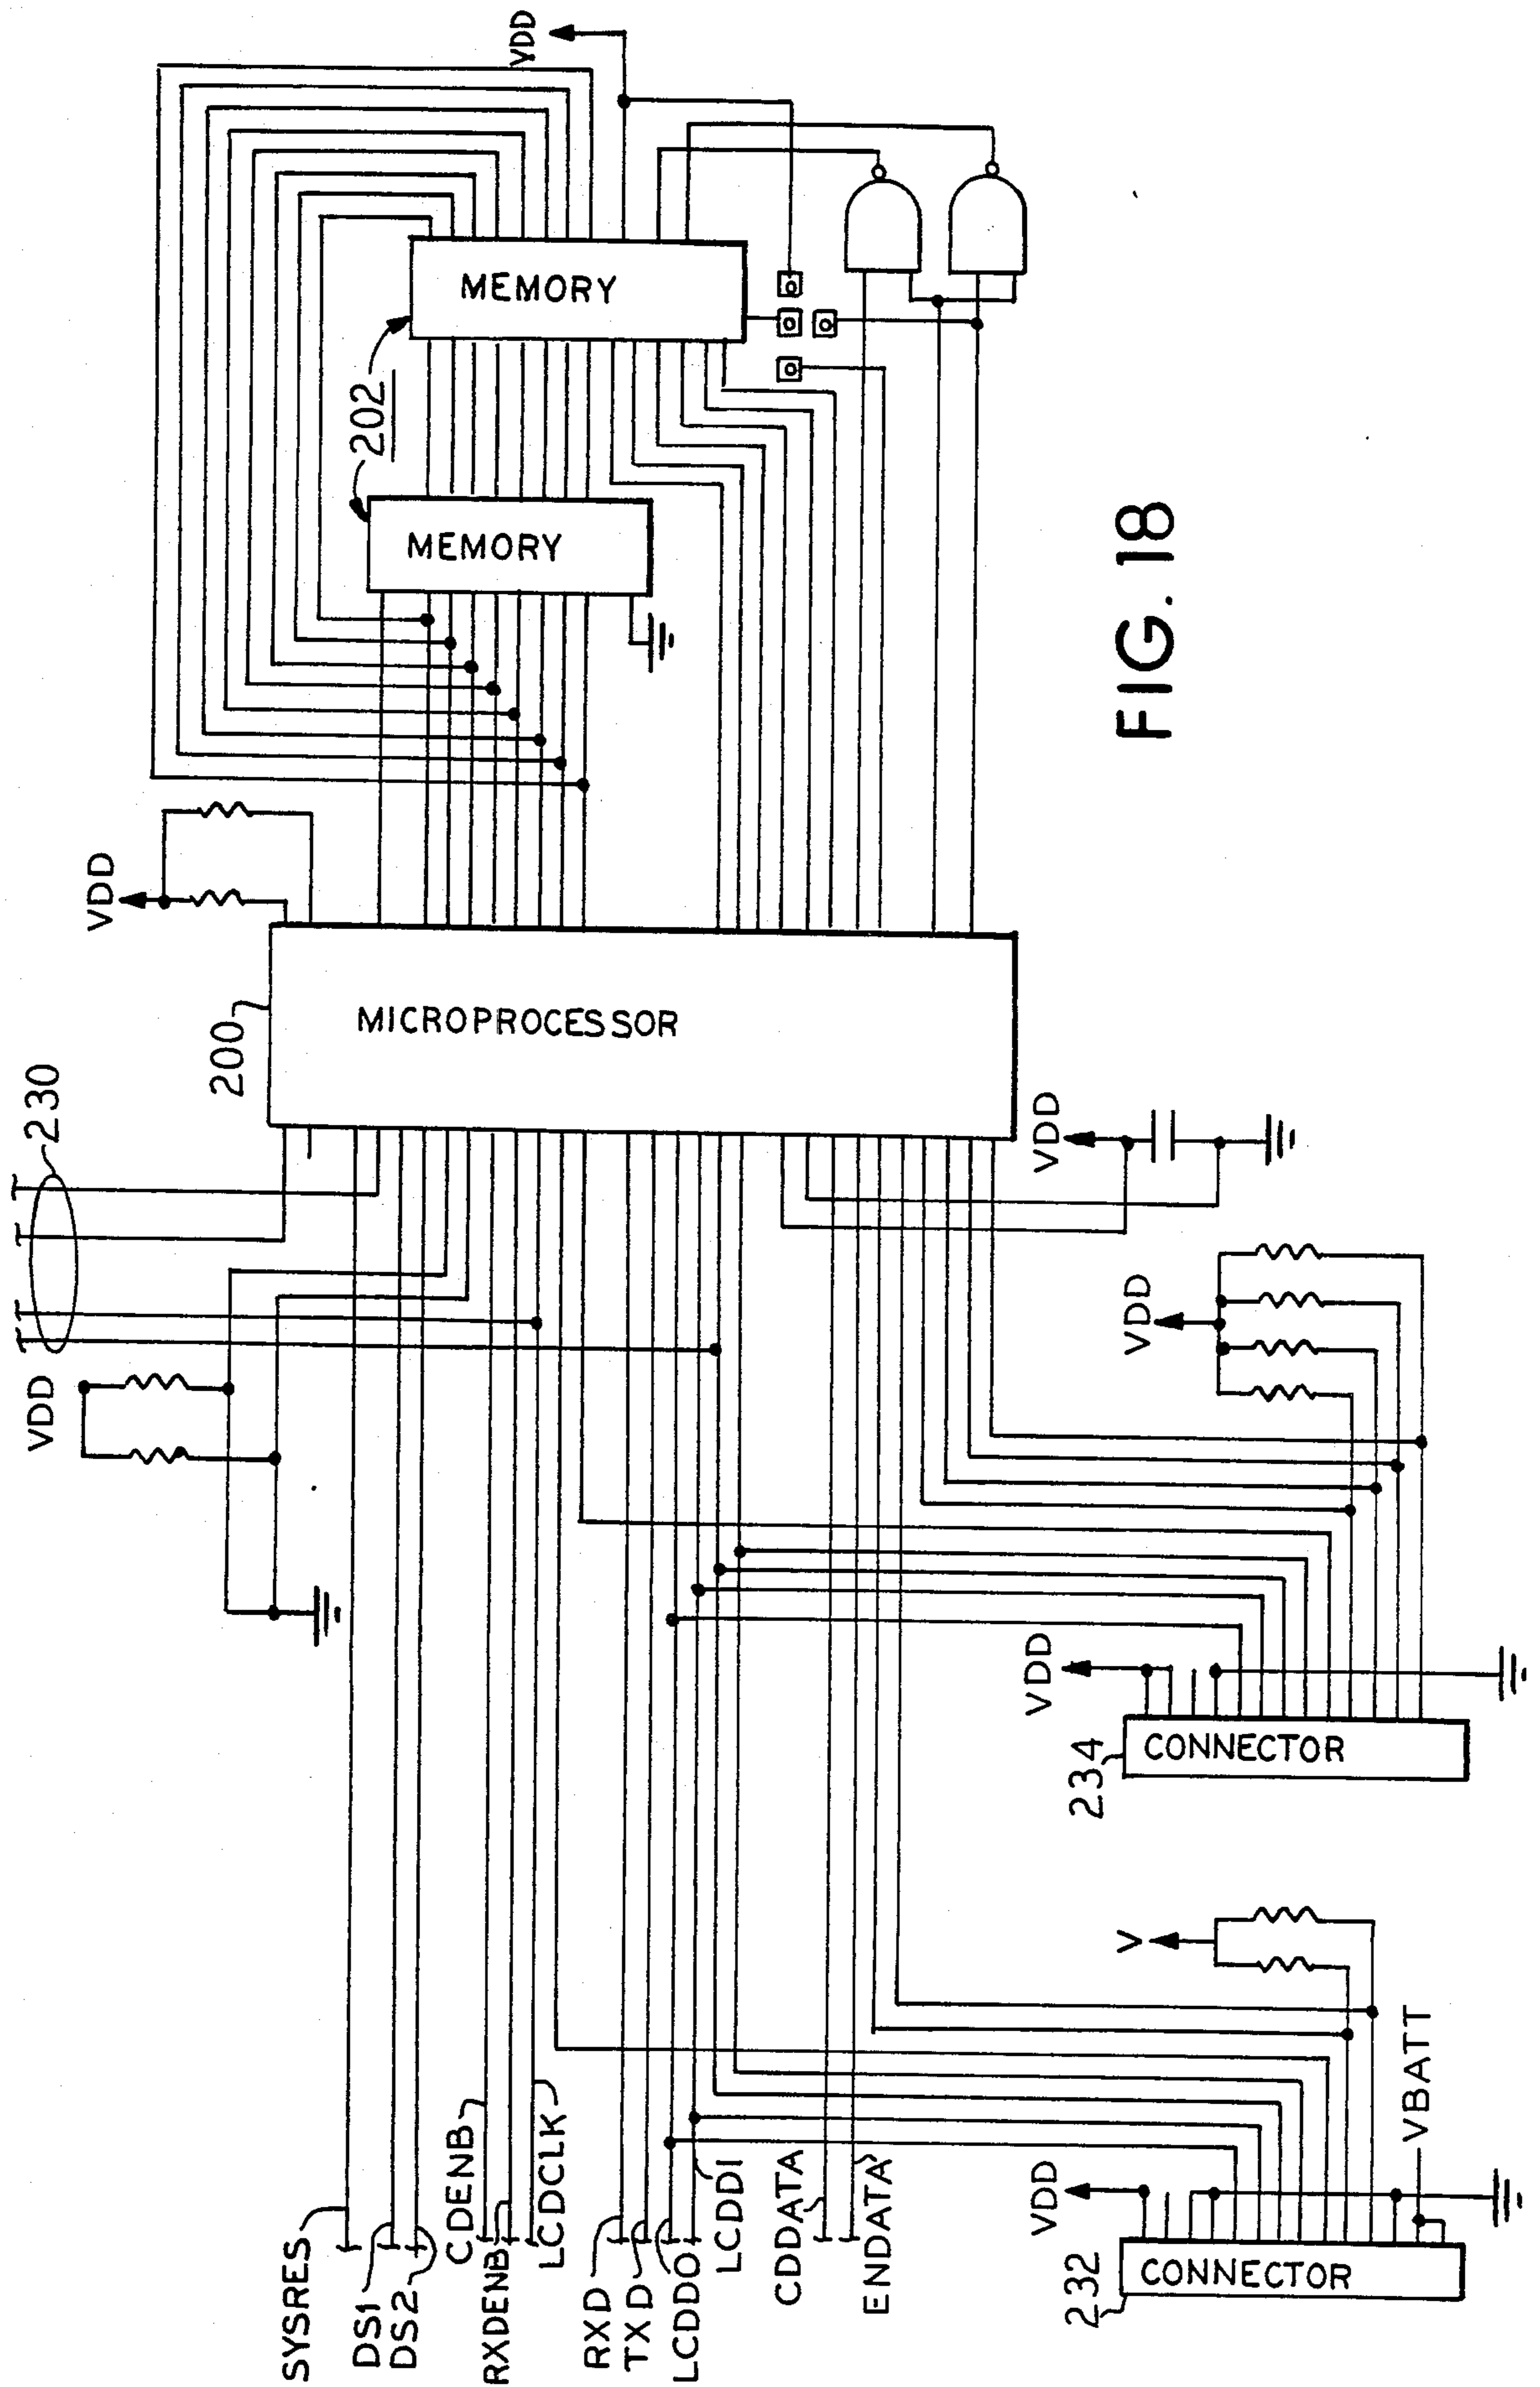 SYSRES
DS1
DS2
CDENB
RXDENB
LCDCLK
RXD
TXD
LCDDO
LCDD1
CDDATA
ENDATA
VDD
230
200
MICROPROCESSOR
VDD
202
MEMORY
MEMORY
VDD
VDD
232
CONNECTOR
VBATT
V
VDD
234
CONNECTOR
VDD
VDD
FIG. 18